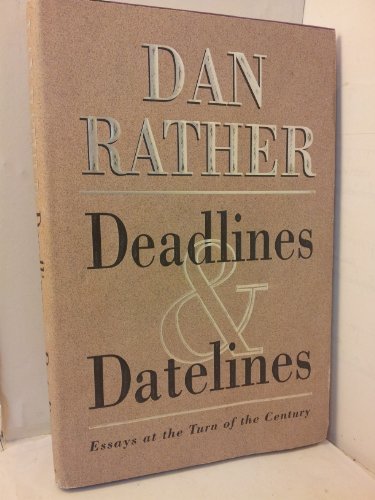 DAN
RATHER
Deadlines
&
Datelines
Essays at the Turn of the Century